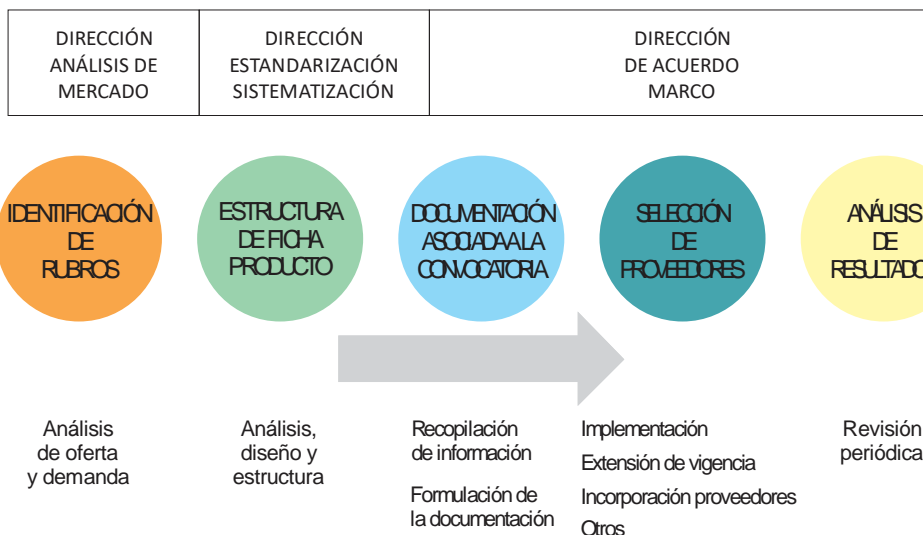 DIRECCIÓN
ANÁLISIS DE
MERCADO
DIRECCIÓN
ESTANDARIZACIÓN
SISTEMATIZACIÓN
DIRECCIÓN
DE ACUERDO
MARCO
IDENTIFICACIÓN
DE
RUBROS
ESTRUCTURA
DE FICHA
PRODUCTO
DOCUMENTACIÓN
ASOCIADA A LA
CONVOCATORIA
SELECCIÓN
DE
PROVEEDORES
ANÁLISIS
DE
RESULTADO
Análisis
de oferta
y demanda
Análisis,
diseño y
estructura
Recopilación
de información
Formulación de
la documentación
Implementación
Extensión de vigencia
Incorporación proveedores
Otros
Revisión
periódica